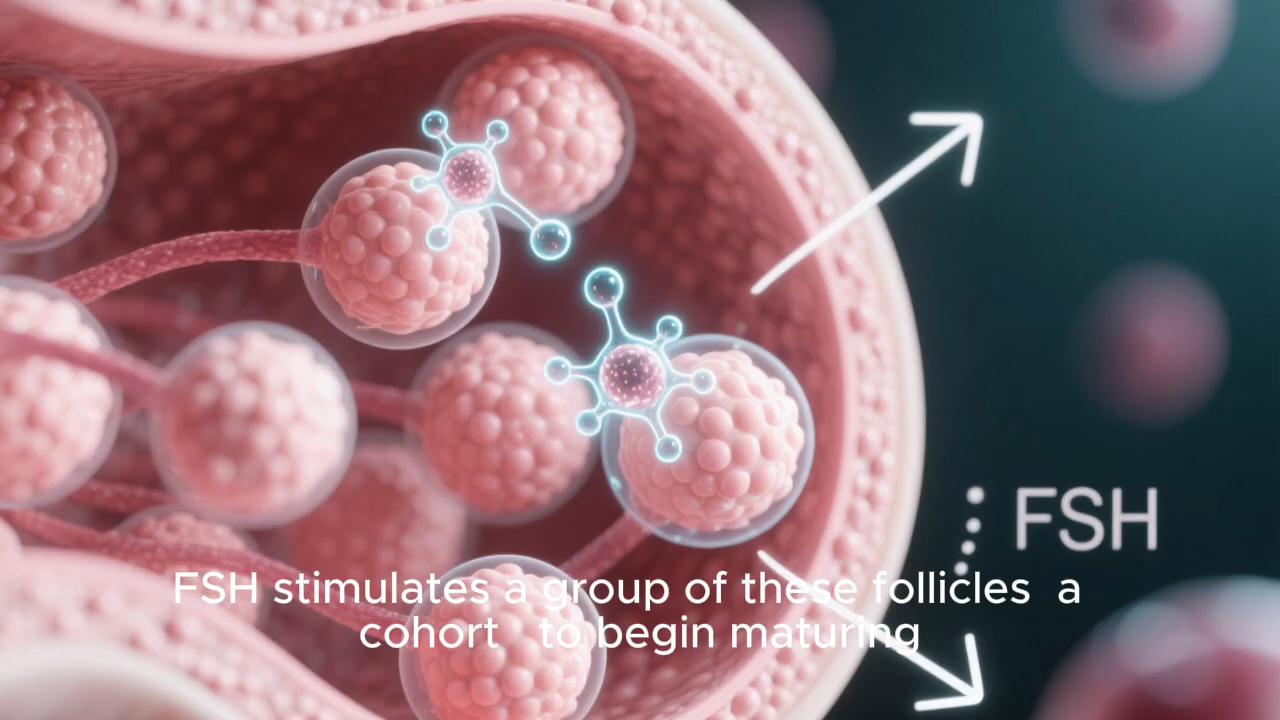 FSH
FSH stimulates a group of these follicles a
cohort to begin maturing